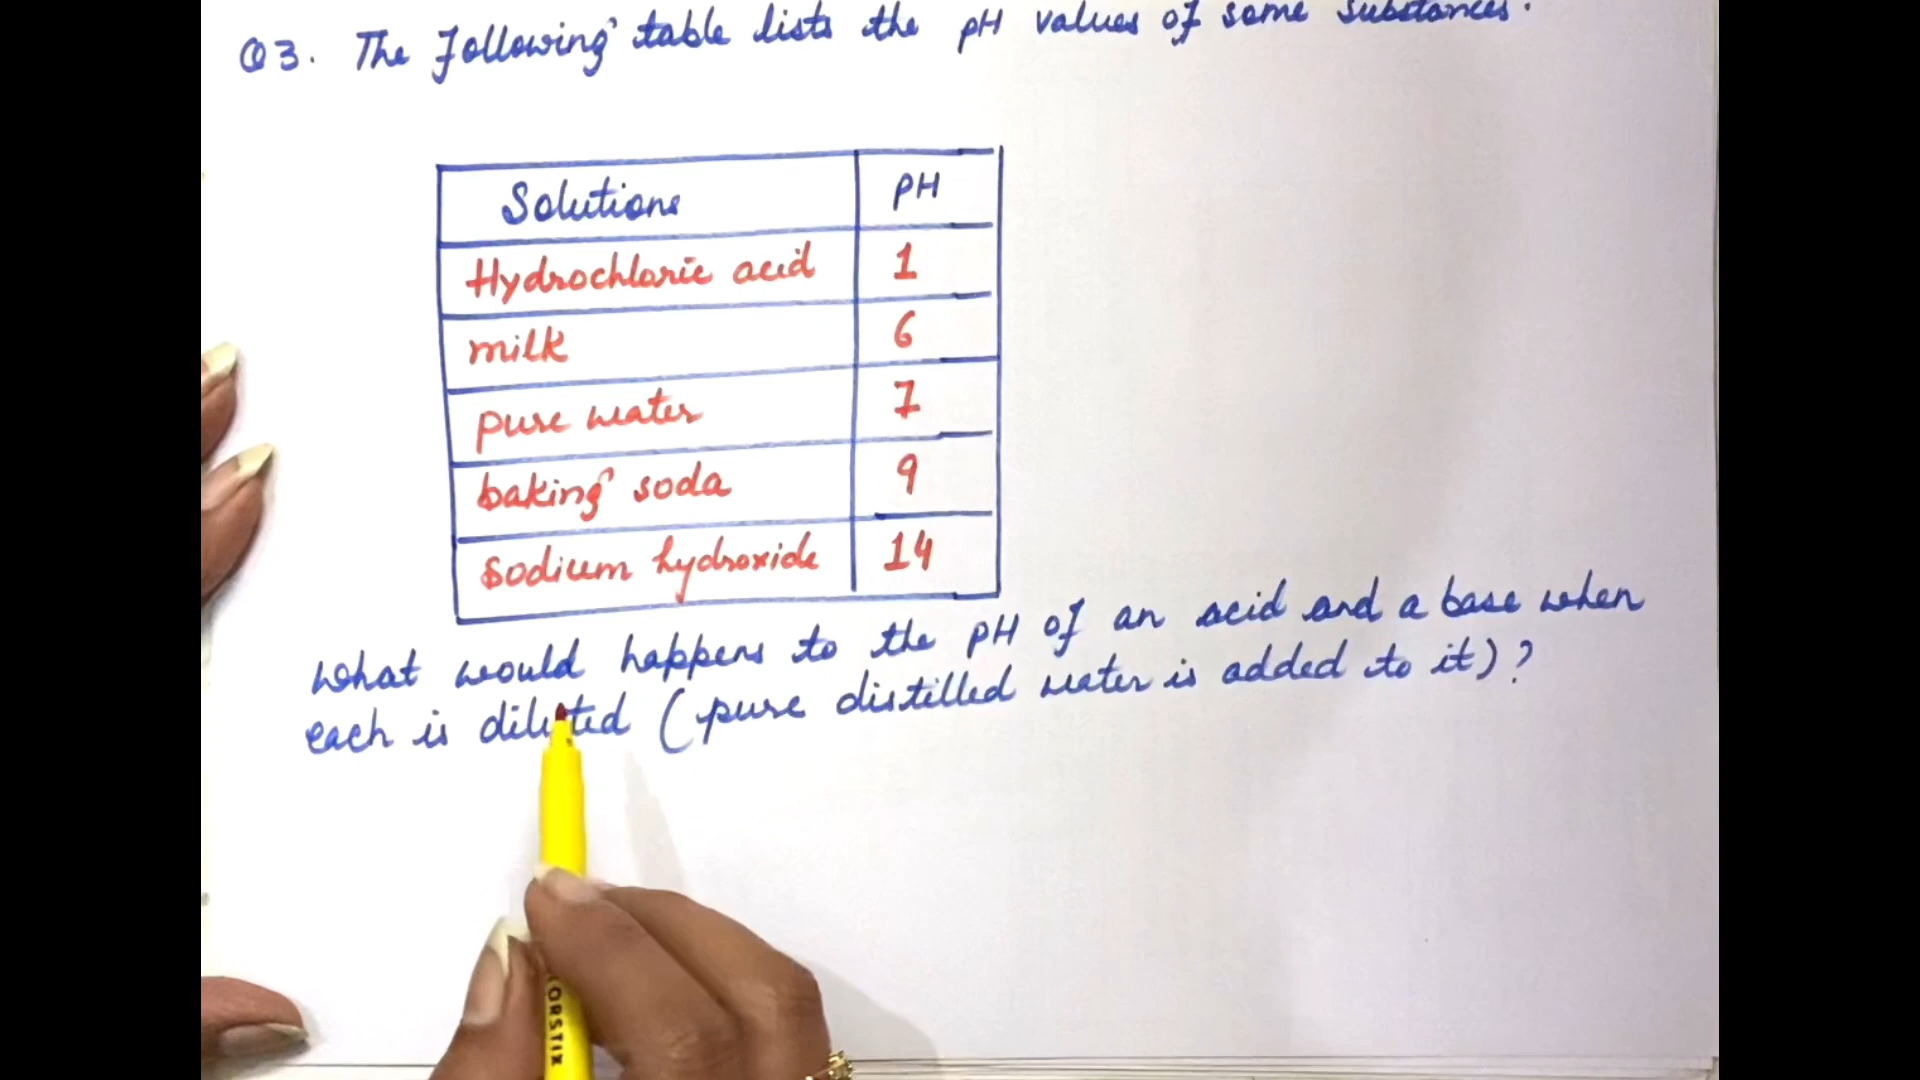 Q3. The following table lists the pH values of some substances.
Solutions PH
Hydrochloric acid 1
milk 6
pure water 7
baking soda 9
sodium hydroxide 14
What would happens to the pH of an acid and a base when
each is diluted (pure distilled water is added to it)?
CORSTIX